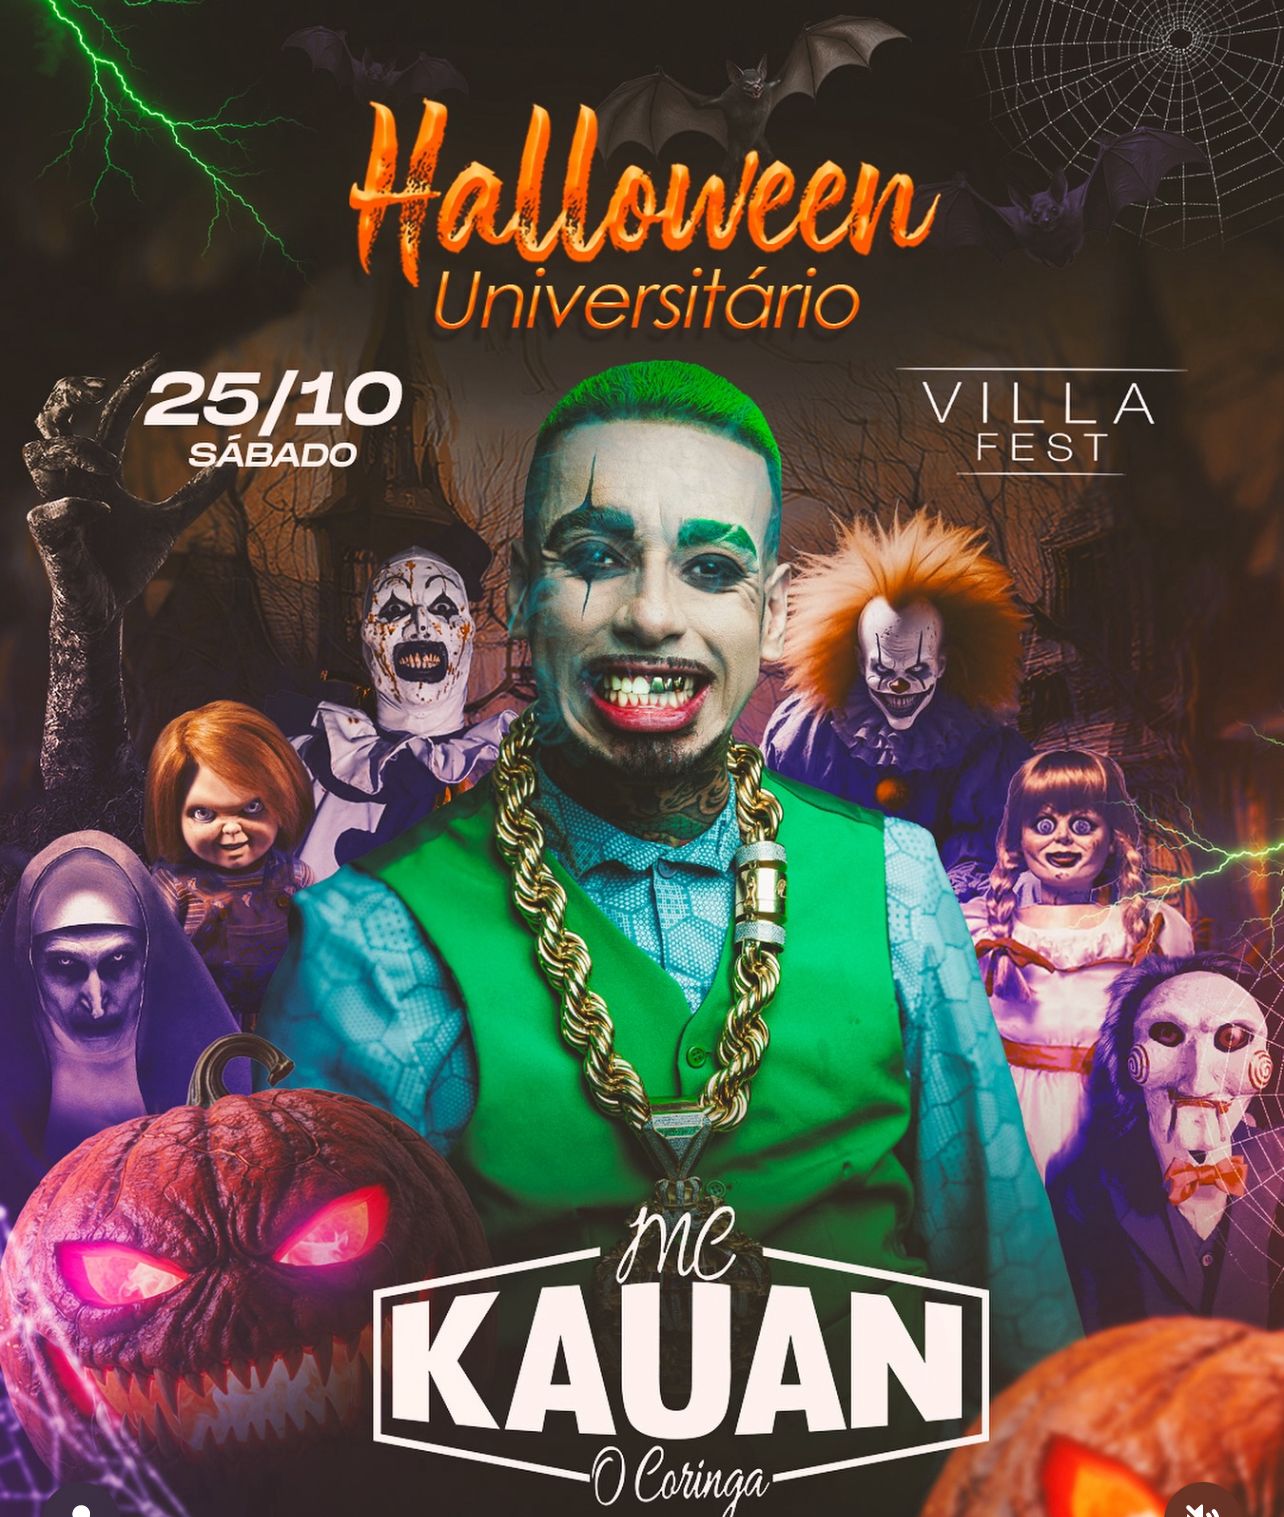 Halloween
Universitário
25/10
SÁBADO
VILLA
FEST
MC
KAUAN
O Coringa